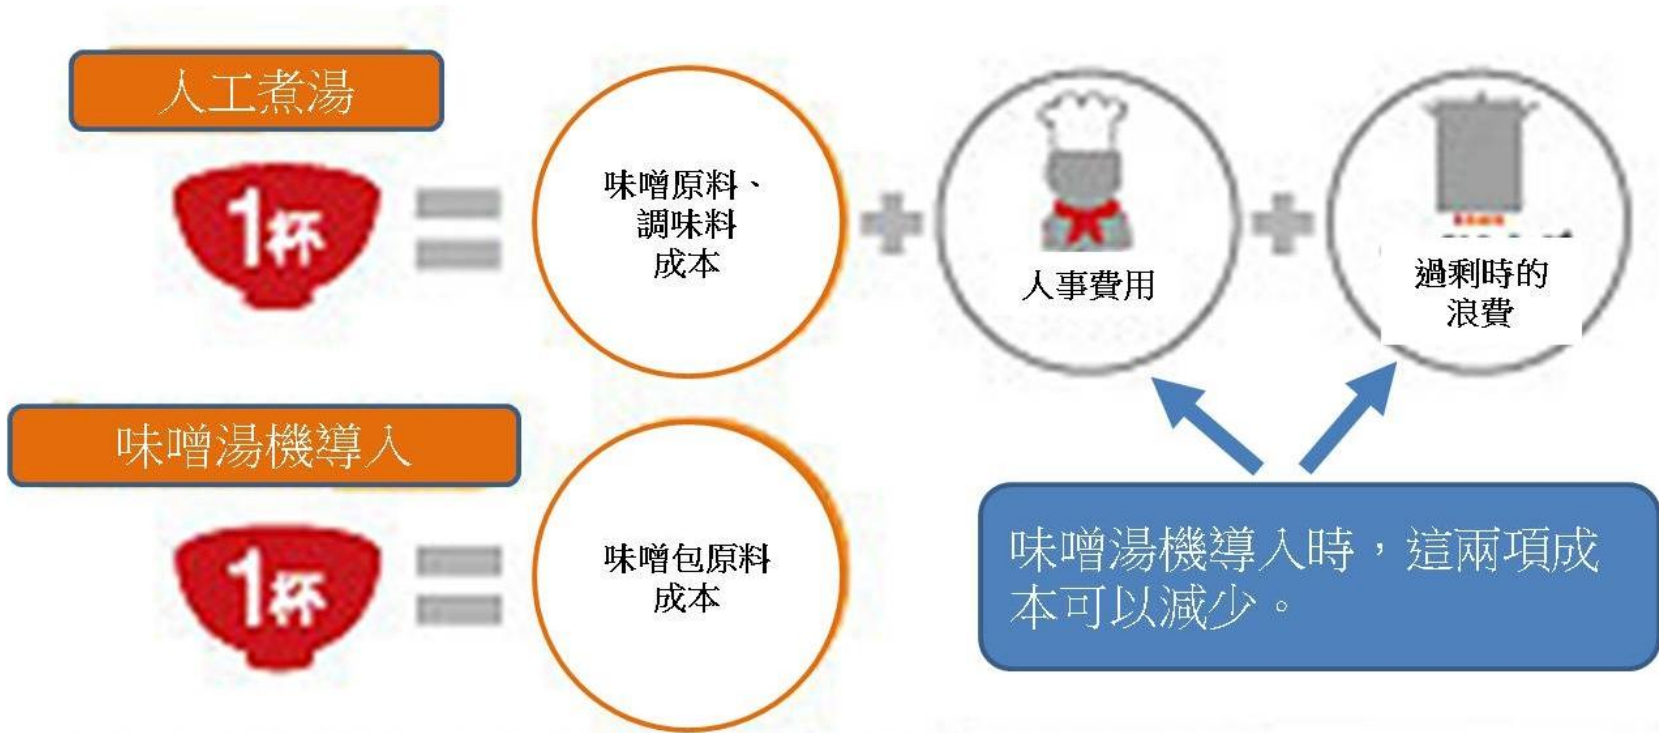 人工煮湯
1杯
味噌原料、
調味料
成本
人事費用
過剩時的
浪費
味噌湯機導入
1杯
味噌包原料
成本
味噌湯機導入時，這兩項成
本可以減少。